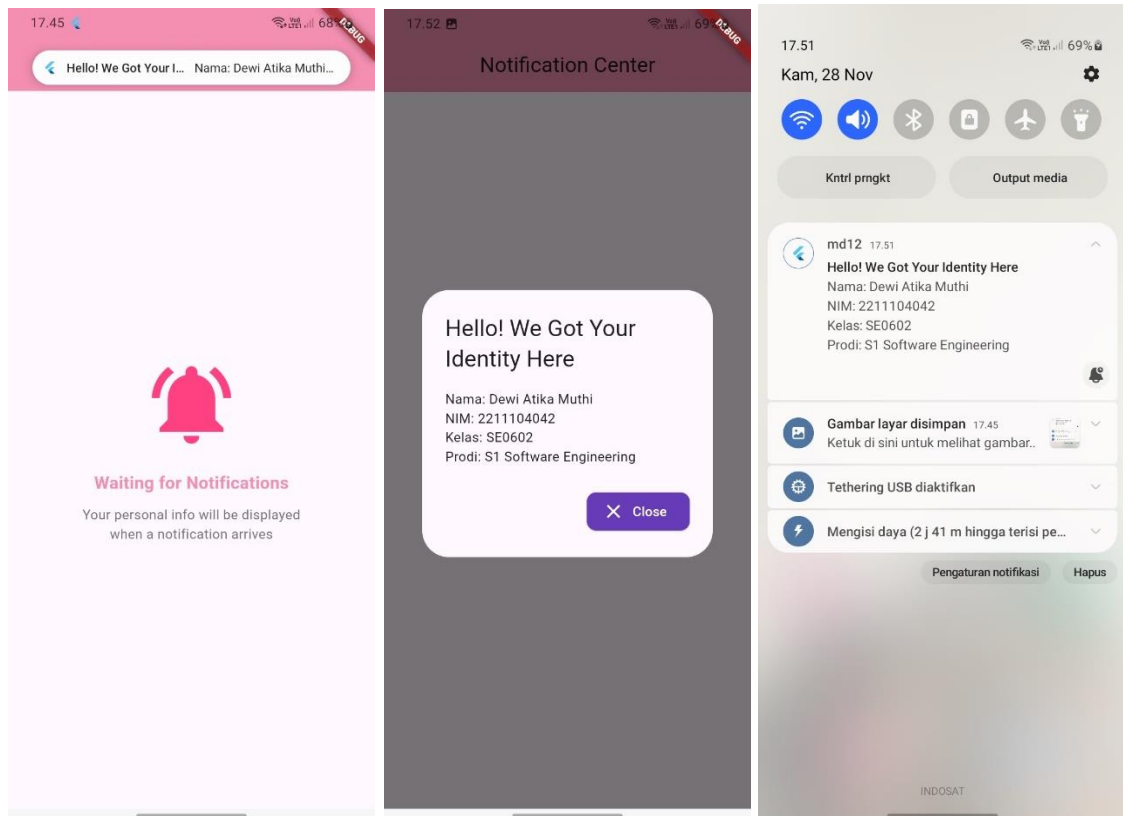 17.45
68%
DEBUG
Hello! We Got Your I... Nama: Dewi Atika Muthi...
Waiting for Notifications
Your personal info will be displayed
when a notification arrives
17.52
DEBUG
Notification Center
Hello! We Got Your
Identity Here
Nama: Dewi Atika Muthi
NIM: 2211104042
Kelas: SE0602
Prodi: S1 Software Engineering
Close
17.51
69%
Kam, 28 Nov
Kntrl prngkt
Output media
md12 17.51
Hello! We Got Your Identity Here
Nama: Dewi Atika Muthi
NIM: 2211104042
Kelas: SE0602
Prodi: S1 Software Engineering
Gambar layar disimpan 17.45
Ketuk di sini untuk melihat gambar..
Tethering USB diaktifkan
Mengisi daya (2 j 41 m hingga terisi pe...
Pengaturan notifikasi
Hapus
INDOSAT